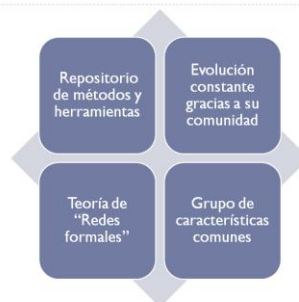 Repositorio
de métodos y
herramientas
Evolución
constante
gracias a su
comunidad
Teoría de
“Redes
formales”
Grupo de
características
comunes